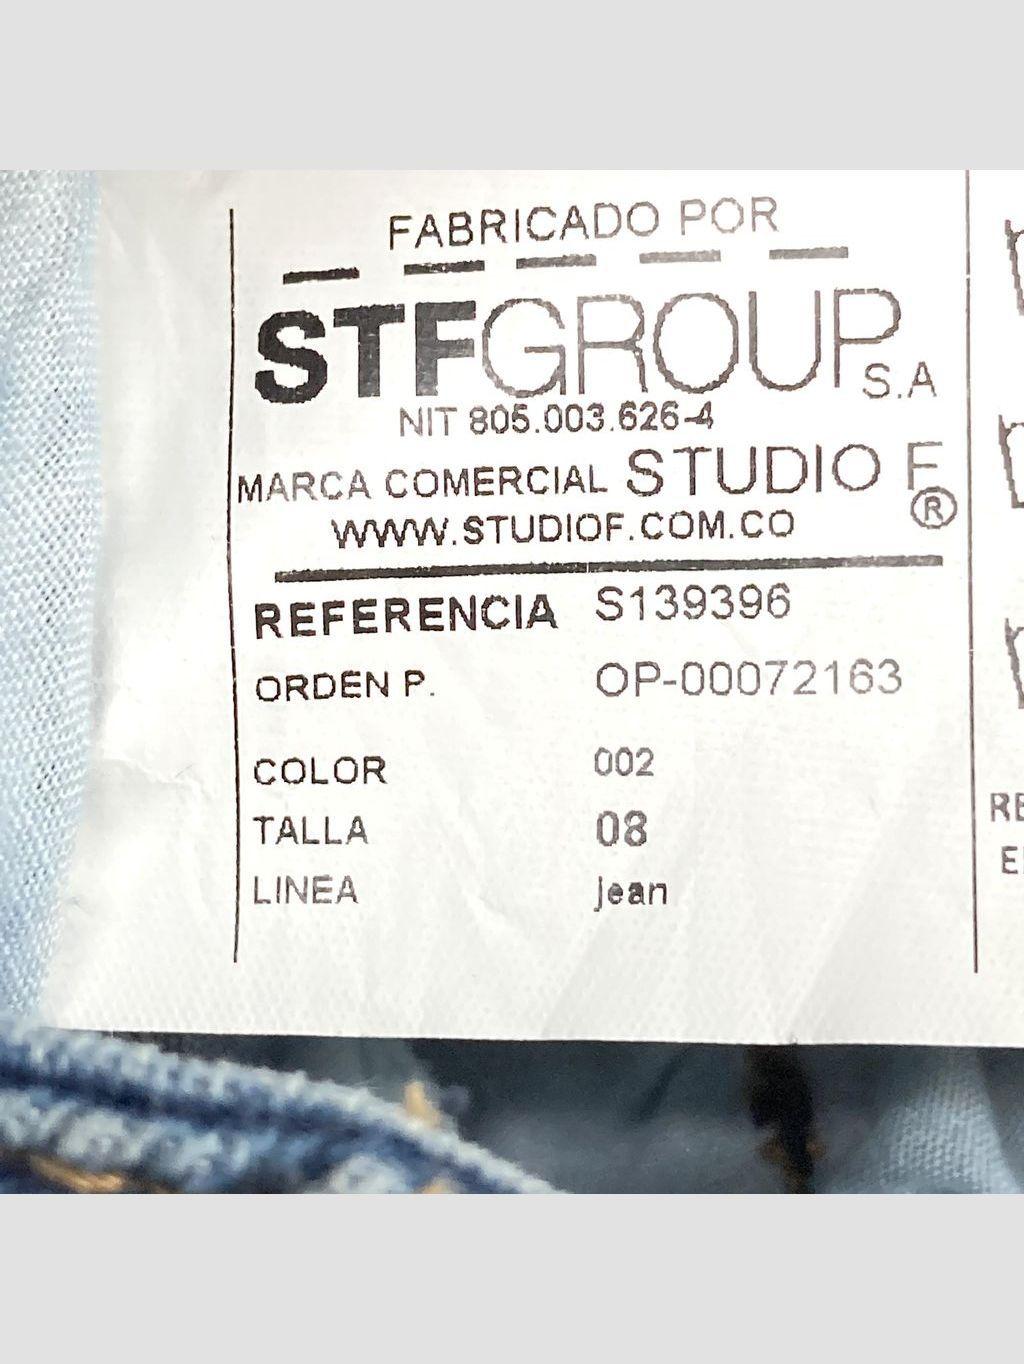 FABRICADO POR
STFGROUP S.A
NIT 805.003.626-4
MARCA COMERCIAL STUDIO F®
WWW.STUDIOF.COM.CO
REFERENCIA S139396
ORDEN P. OP-00072163
COLOR 002
TALLA 08
LINEA jean